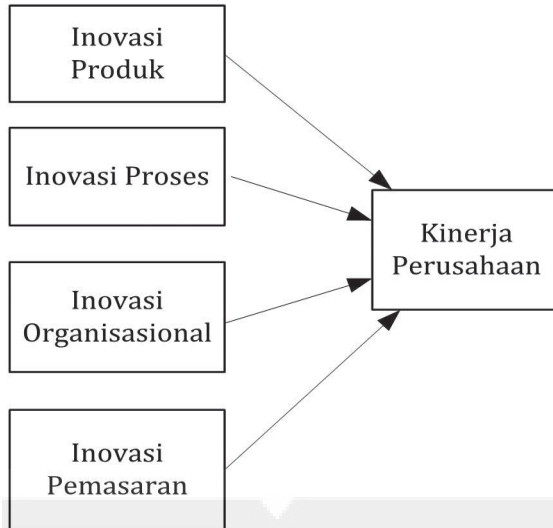 Inovasi
Produk
Inovasi Proses
Inovasi
Organisasional
Inovasi
Pemasaran
Kinerja
Perusahaan